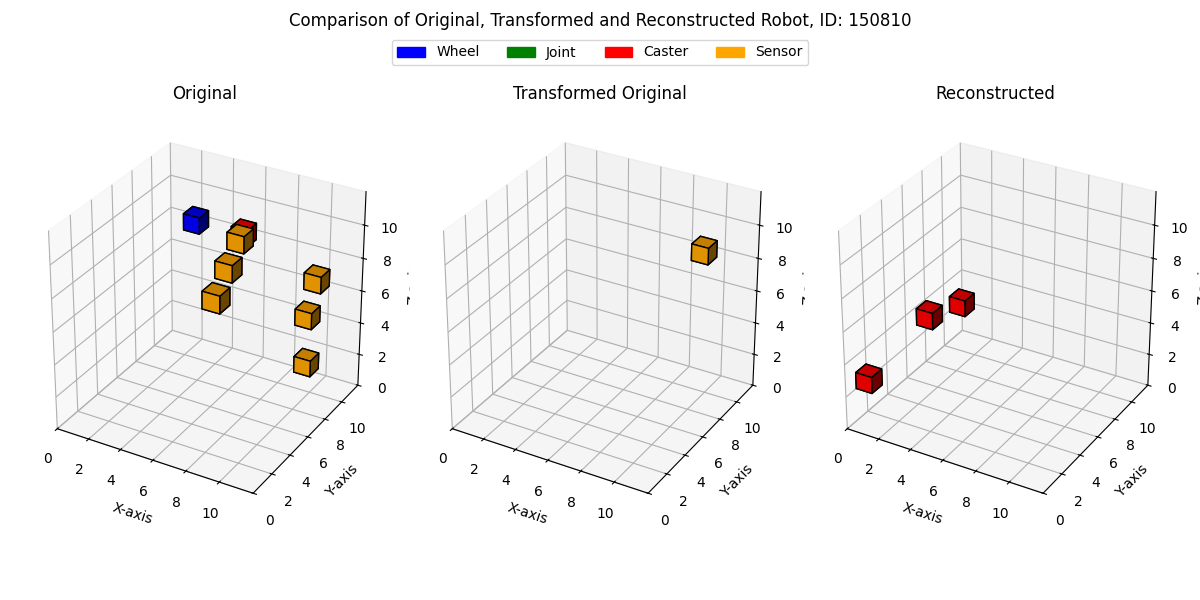 Comparison of Original, Transformed and Reconstructed Robot, ID: 150810
Wheel Joint Caster Sensor
Original Transformed Original Reconstructed
0 2 4 6 8 10
X-axis
0 2 4 6 8 10
Y-axis
0 2 4 6 8 10
0 2 4 6 8 10
X-axis
0 2 4 6 8 10
Y-axis
0 2 4 6 8 10
0 2 4 6 8 10
X-axis
0 2 4 6 8 10
Y-axis
0 2 4 6 8 10